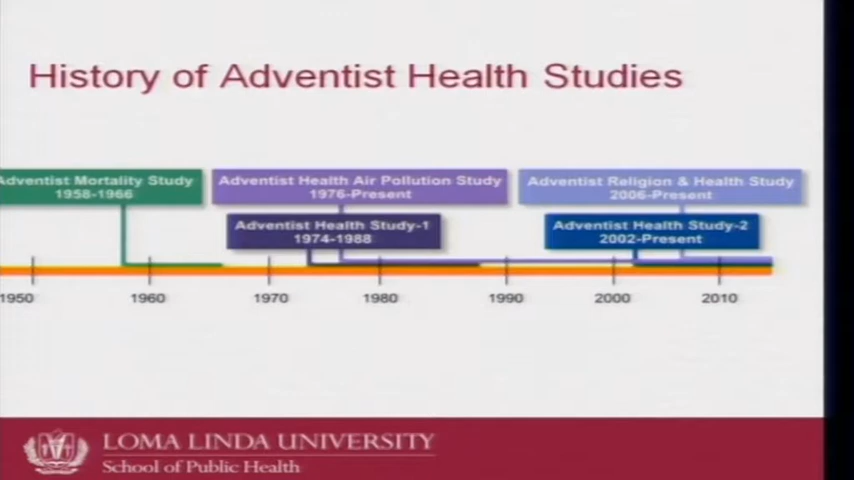 History of Adventist Health Studies
Adventist Mortality Study
1958-1966
Adventist Health Air Pollution Study
1976-Present
Adventist Religion & Health Study
2006-Present
Adventist Health Study-1
1974-1988
Adventist Health Study-2
2002-Present
1950 1960 1970 1980 1990 2000 2010
LOMA LINDA UNIVERSITY
School of Public Health